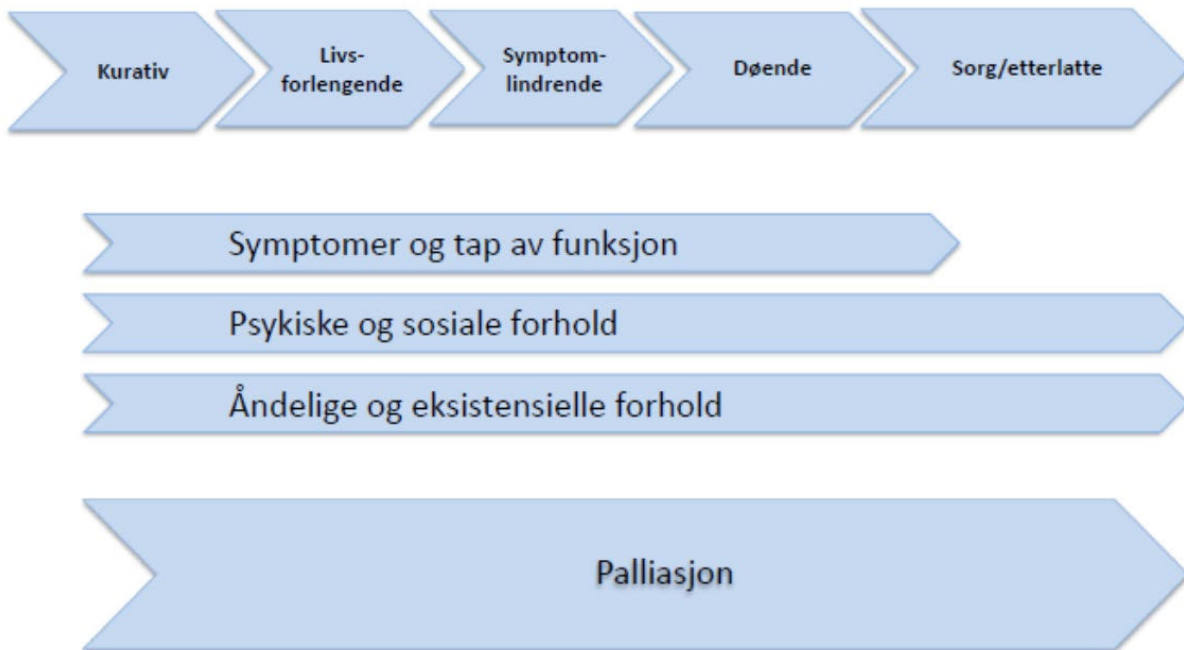 Kurativ
Livs-
forlengende
Symptom-
lindrende
Døende
Sorg/etterlatte
Symptomer og tap av funksjon
Psykiske og sosiale forhold
Åndelige og eksistensielle forhold
Palliasjon